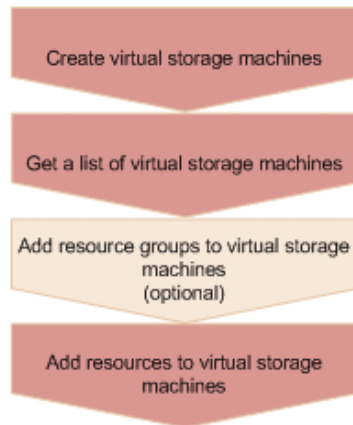 Create virtual storage machines
Get a list of virtual storage machines
Add resource groups to virtual storage
machines
(optional)
Add resources to virtual storage
machines